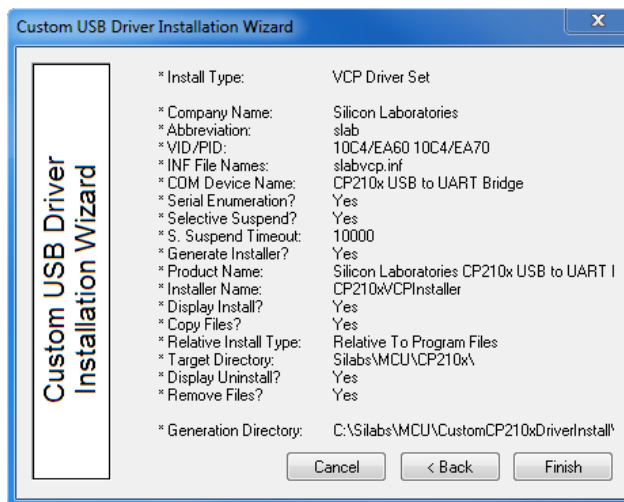 Custom USB Driver Installation Wizard
x
Custom USB Driver
Installation Wizard
* Install Type: VCP Driver Set
* Company Name: Silicon Laboratories
* Abbreviation: slab
* VID/PID: 10C4/EA60 10C4/EA70
* INF File Names: slabvcp.inf
* COM Device Name: CP210x USB to UART Bridge
* Serial Enumeration? Yes
* Selective Suspend? Yes
* S. Suspend Timeout: 10000
* Generate Installer? Yes
* Product Name: Silicon Laboratories CP210x USB to UART
* Installer Name: CP210xVCPInstaller
* Display Install? Yes
* Copy Files? Yes
* Relative Install Type: Relative To Program Files
* Target Directory: Silabs\MCU\CP210x\
* Display Uninstall? Yes
* Remove Files? Yes
* Generation Directory: C:\Silabs\MCU\CustomCP210xDriverInstall\
Cancel < Back Finish